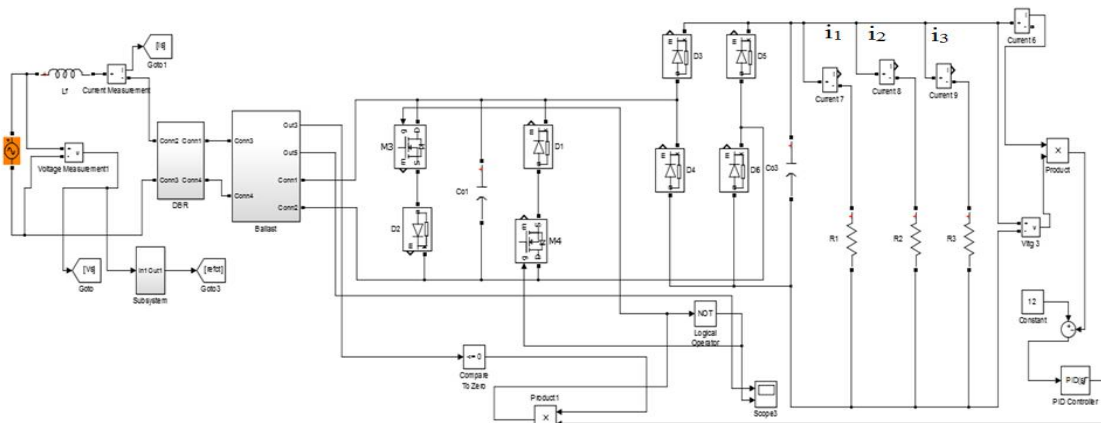 [Is]
Goto1
Lf
Current Measurement
Voltage Measurement1
[Vs]
Goto
In1 Out1
Subsystem
[refct]
Goto3
Conn2 Conn1
Conn3 Conn4
DBR
Conn3
Conn4
Out3
Out5
Conn1
Conn2
Ballast
M3
D2
Co1
D1
M4
D3
D5
D4
D6
Co3
i1 i2 i3
Current 7
Current 8
Current 9
Current 6
R1
R2
R3
Product
Vltg 3
12
Constant
PID(s)
PID Controller
NOT
Logical
Operator
<= 0
Compare
To Zero
Product1
Scope3